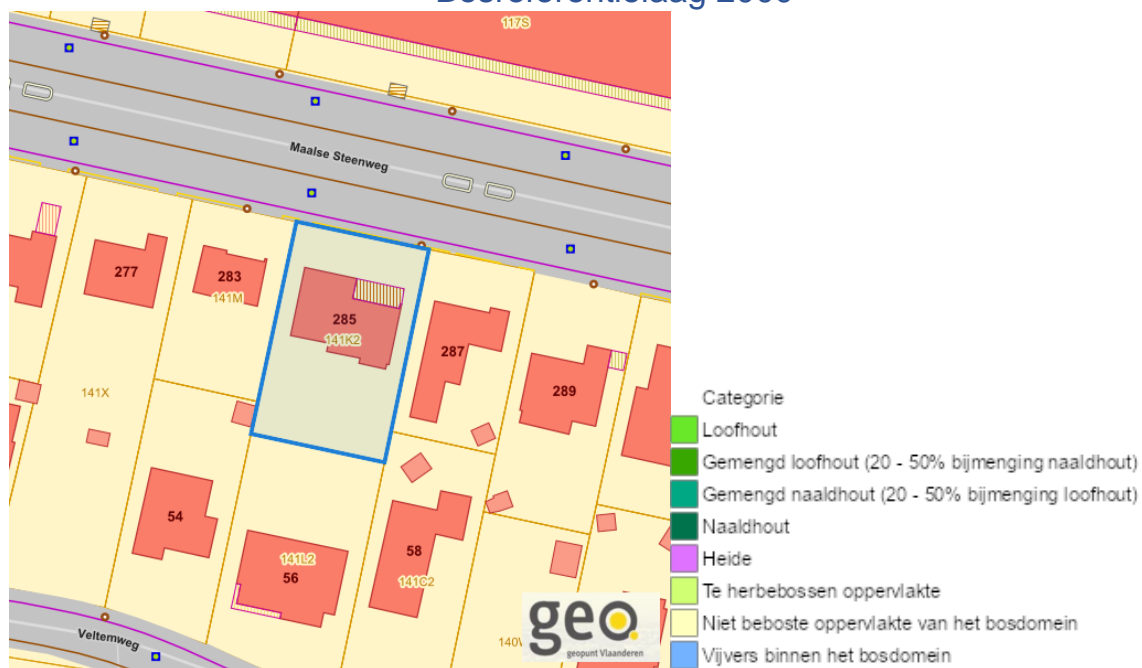 Bosreferentielaag 2000
117S
Maalse Steenweg
277
283
141M
285
141K2
287
289
141X
54
56
141L2
58
141C2
Veltemweg
geo
geopunt Vlaanderen
Categorie
Loofhout
Gemengd loofhout (20 - 50% bijmenging naaldhout)
Gemengd naaldhout (20 - 50% bijmenging loofhout)
Naaldhout
Heide
Te herbebossen oppervlakte
Niet beboste oppervlakte van het bosdomein
Vijvers binnen het bosdomein